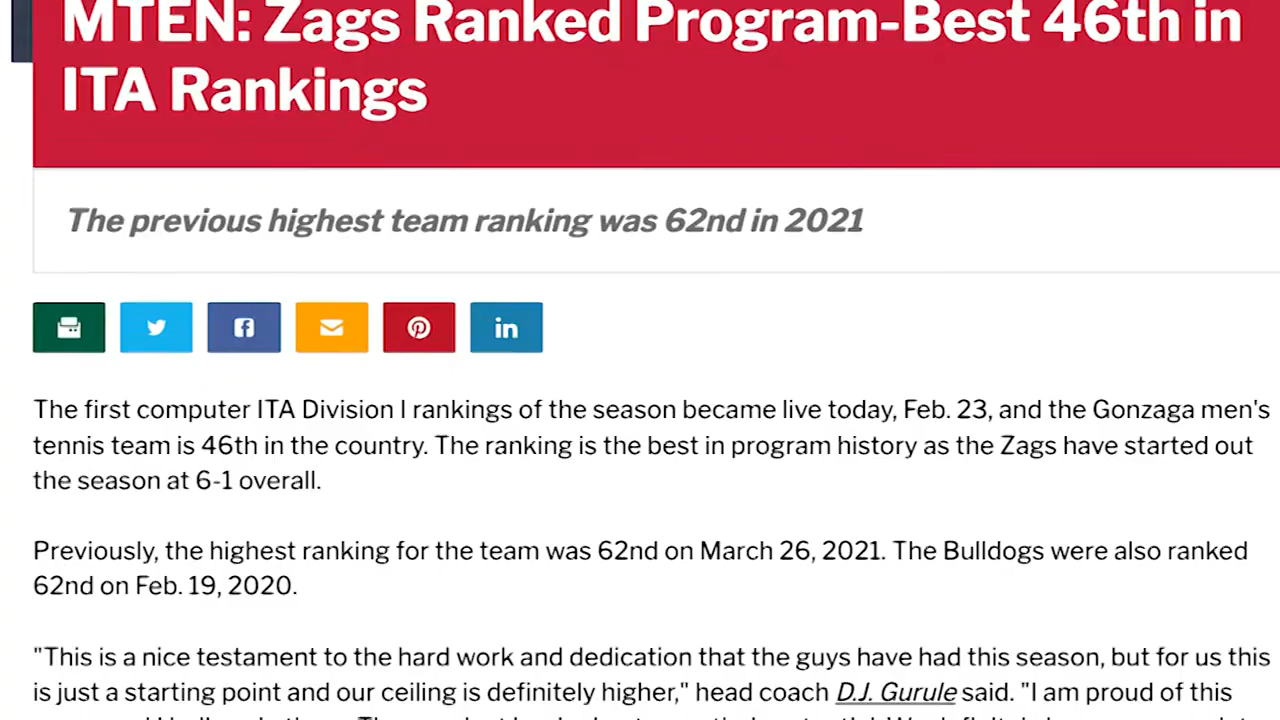 MTEN: Zags Ranked Program-Best 46th in
ITA Rankings
The previous highest team ranking was 62nd in 2021
The first computer ITA Division I rankings of the season became live today, Feb. 23, and the Gonzaga men's
tennis team is 46th in the country. The ranking is the best in program history as the Zags have started out
the season at 6-1 overall.
Previously, the highest ranking for the team was 62nd on March 26, 2021. The Bulldogs were also ranked
62nd on Feb. 19, 2020.
"This is a nice testament to the hard work and dedication that the guys have had this season, but for us this
is just a starting point and our ceiling is definitely higher," head coach D.J. Gurule said. "I am proud of this